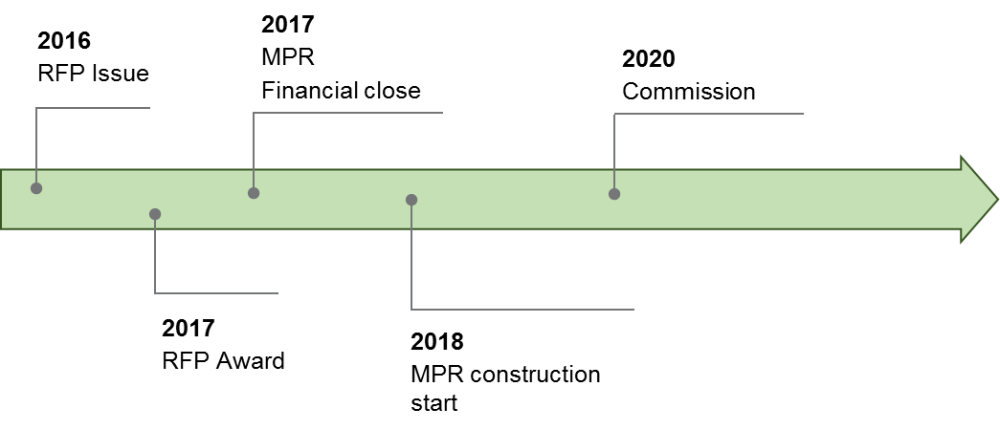 2016
RFP Issue
2017
MPR
Financial close
2020
Commission
2017
RFP Award
2018
MPR construction
start